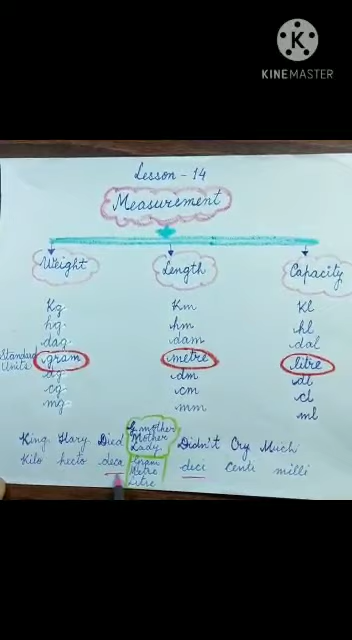 K
KINEMASTER
Lesson - 14
Measurement
Weight Length Capacity
Kg Km Kl
hg hm hl
dag dam dal
Standard Units gram metre litre
dg dm dl
cg cm cl
mg mm ml
King Hary Died Mother Lady Didn't Cry Much
Kilo hecto deca Gram Metre Litre deci Centi milli